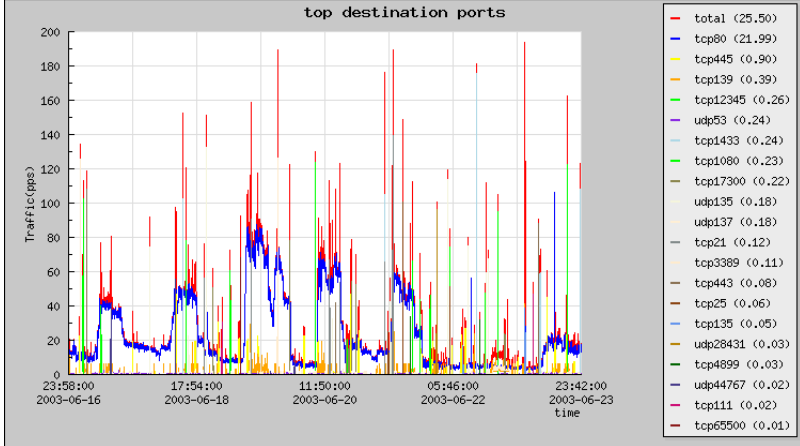 top destination ports
Traffic(pps)
200
180
160
140
120
100
80
60
40
20
0
23:58:00 17:54:00 11:50:00 05:46:00 23:42:00
2003-06-16 2003-06-18 2003-06-20 2003-06-22 2003-06-23
time
total (25.50)
tcp80 (21.99)
tcp445 (0.90)
tcp139 (0.39)
tcp12345 (0.26)
udp53 (0.24)
tcp1433 (0.24)
tcp1080 (0.23)
tcp17300 (0.22)
udp135 (0.18)
udp137 (0.18)
tcp21 (0.12)
tcp3389 (0.11)
tcp443 (0.08)
tcp25 (0.06)
tcp135 (0.05)
udp28431 (0.03)
tcp4899 (0.03)
udp44767 (0.02)
tcp111 (0.02)
tcp65500 (0.01)